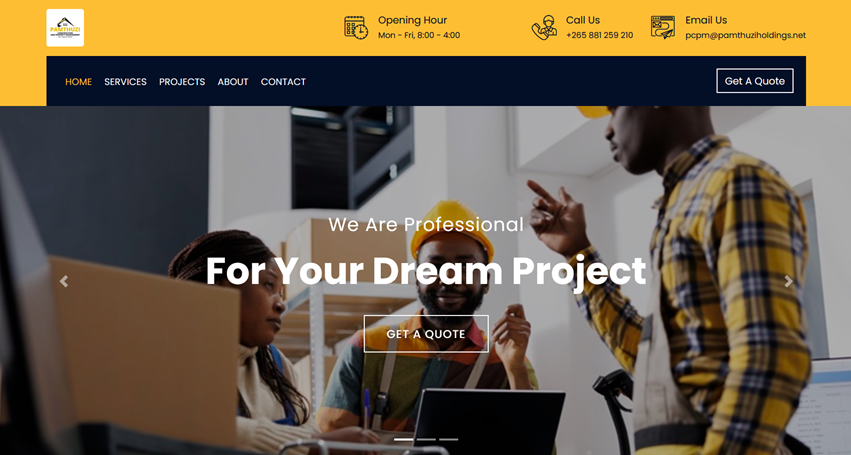 PAMTHUZI
Opening Hour
Mon - Fri, 8:00 - 4:00
Call Us
+265 881 259 210
Email Us
pcpm@pamthuziholdings.net
HOME SERVICES PROJECTS ABOUT CONTACT
Get A Quote
We Are Professional
For Your Dream Project
GET A QUOTE